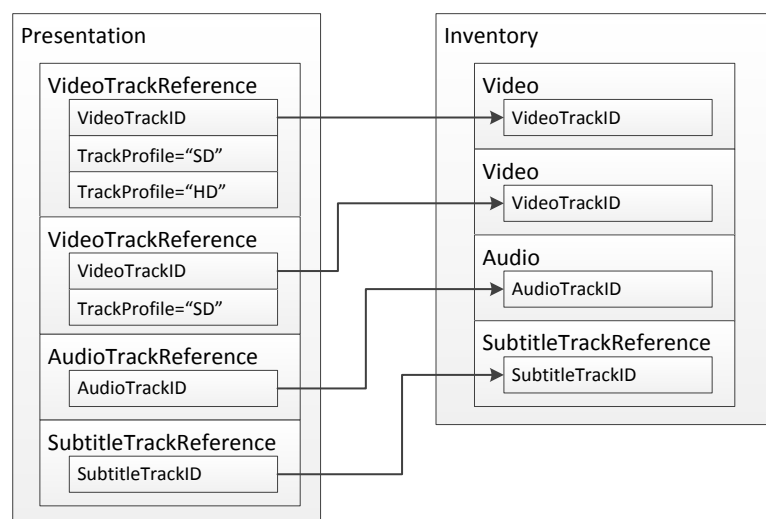 Presentation
VideoTrackReference
VideoTrackID
TrackProfile=“SD”
TrackProfile=“HD”
VideoTrackReference
VideoTrackID
TrackProfile=“SD”
AudioTrackReference
AudioTrackID
SubtitleTrackReference
SubtitleTrackID
Inventory
Video
VideoTrackID
Video
VideoTrackID
Audio
AudioTrackID
SubtitleTrackReference
SubtitleTrackID